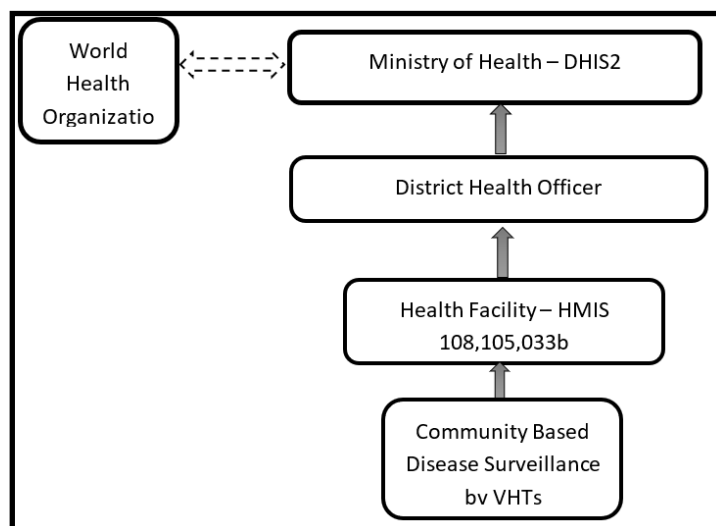 World
Health
Organizatio
Ministry of Health – DHIS2
District Health Officer
Health Facility – HMIS
108,105,033b
Community Based
Disease Surveillance
by VHTs